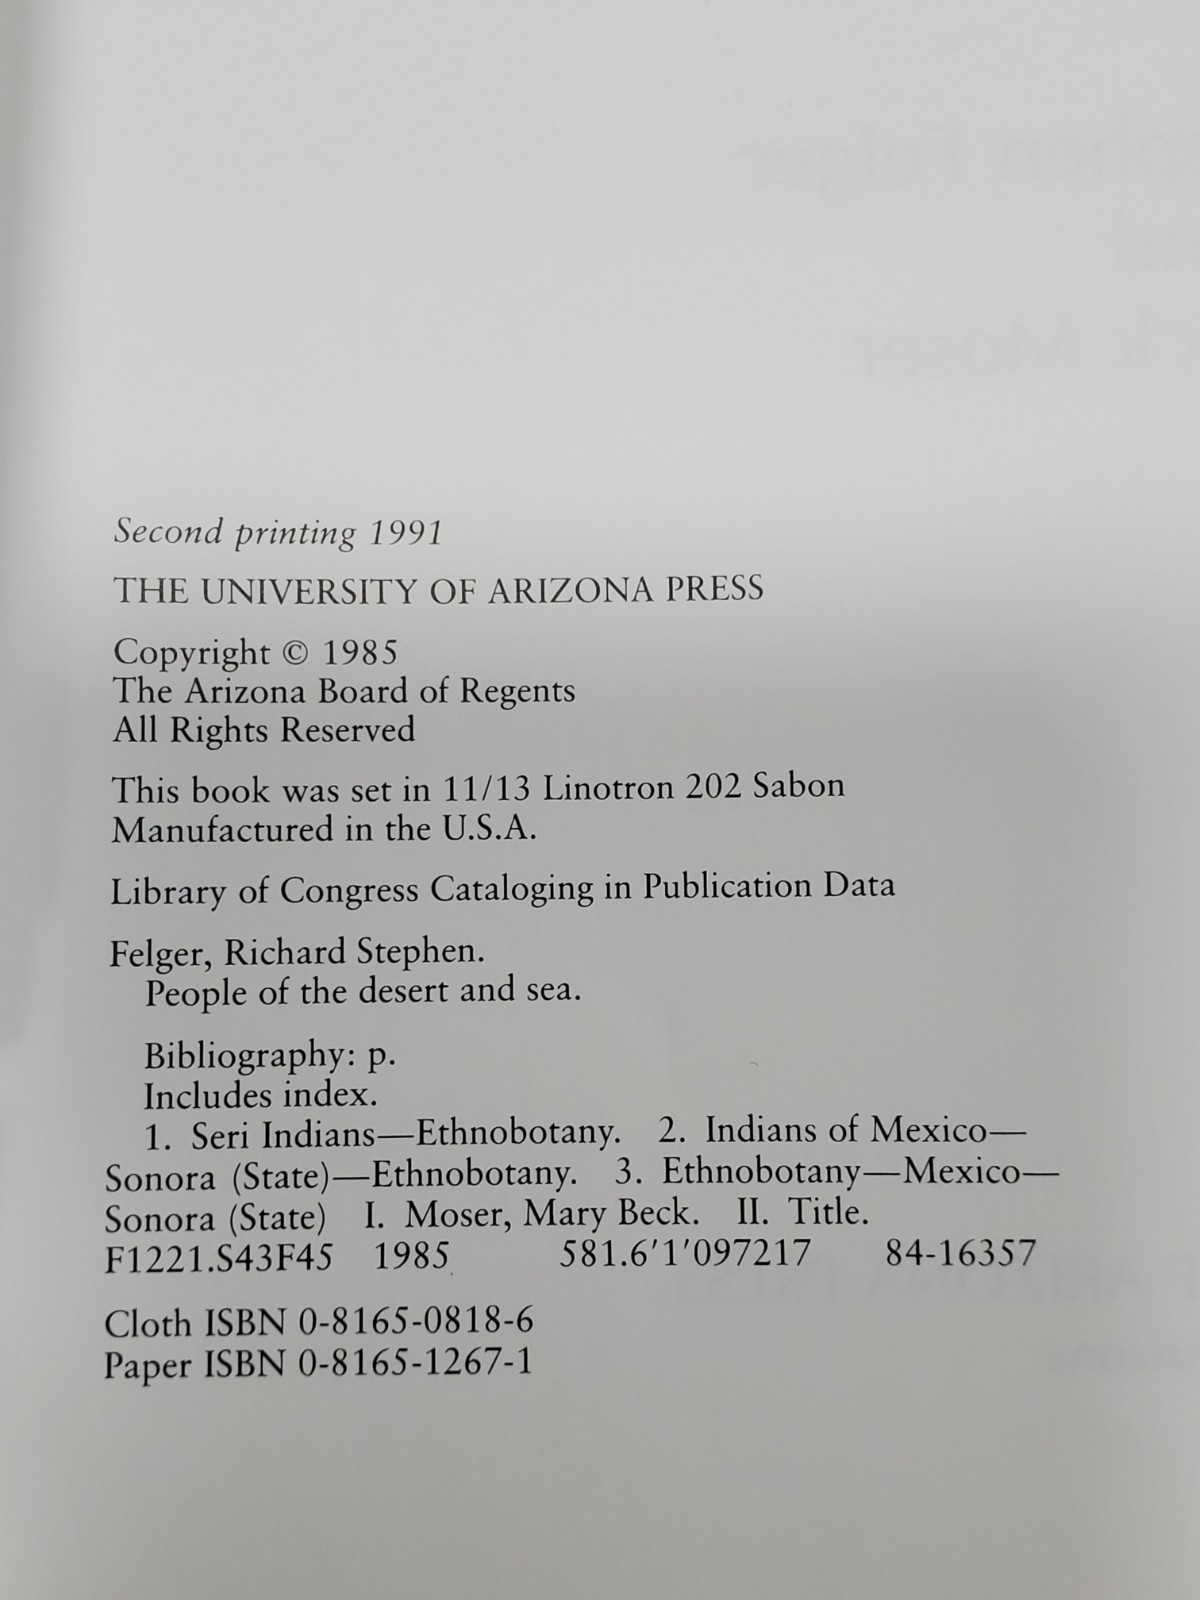 Second printing 1991
THE UNIVERSITY OF ARIZONA PRESS
Copyright © 1985
The Arizona Board of Regents
All Rights Reserved
This book was set in 11/13 Linotron 202 Sabon
Manufactured in the U.S.A.
Library of Congress Cataloging in Publication Data
Felger, Richard Stephen.
People of the desert and sea.
Bibliography: p.
Includes index.
1. Seri Indians—Ethnobotany. 2. Indians of Mexico—
Sonora (State)—Ethnobotany. 3. Ethnobotany—Mexico—
Sonora (State) I. Moser, Mary Beck. II. Title.
F1221.S43F45 1985 581.6'1'097217 84-16357
Cloth ISBN 0-8165-0818-6
Paper ISBN 0-8165-1267-1